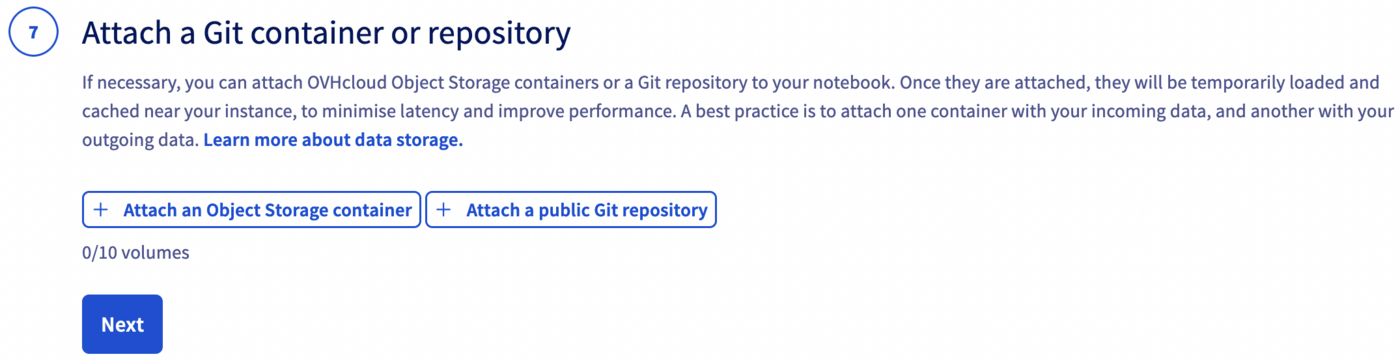 7
Attach a Git container or repository
If necessary, you can attach OVHcloud Object Storage containers or a Git repository to your notebook. Once they are attached, they will be temporarily loaded and
cached near your instance, to minimise latency and improve performance. A best practice is to attach one container with your incoming data, and another with your
outgoing data. Learn more about data storage.
+ Attach an Object Storage container
+ Attach a public Git repository
0/10 volumes
Next